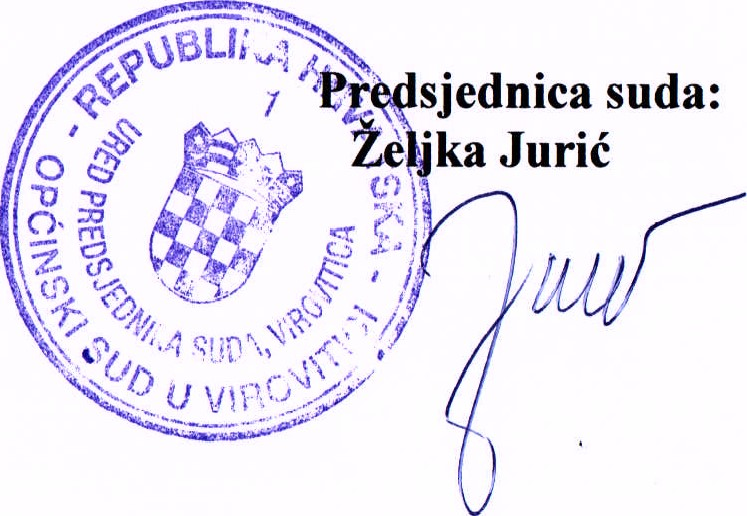 - REPUBLIKA HRVATSKA -
OPĆINSKI SUD U VIROVITICI
URED PREDSJEDNIKA SUDA, VIROVITICA
1
Predsjednica suda:
Željka Jurić